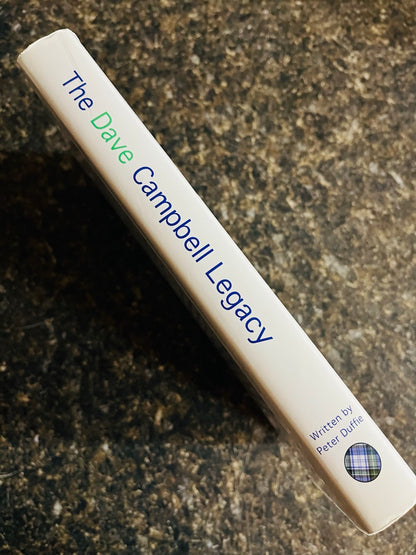 The Dave Campbell Legacy
Written by
Peter Duffie